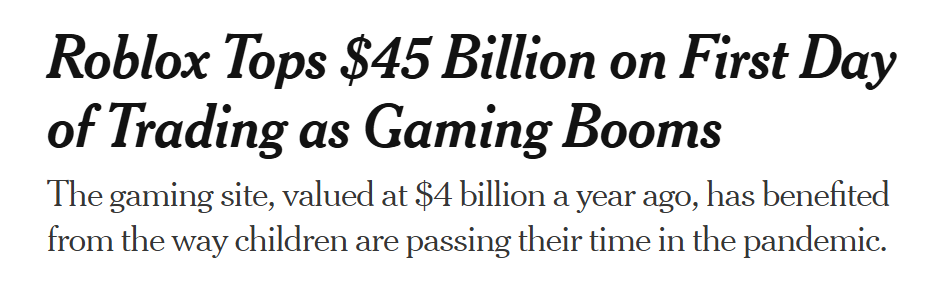 Roblox Tops $45 Billion on First Day
of Trading as Gaming Booms
The gaming site, valued at $4 billion a year ago, has benefited
from the way children are passing their time in the pandemic.